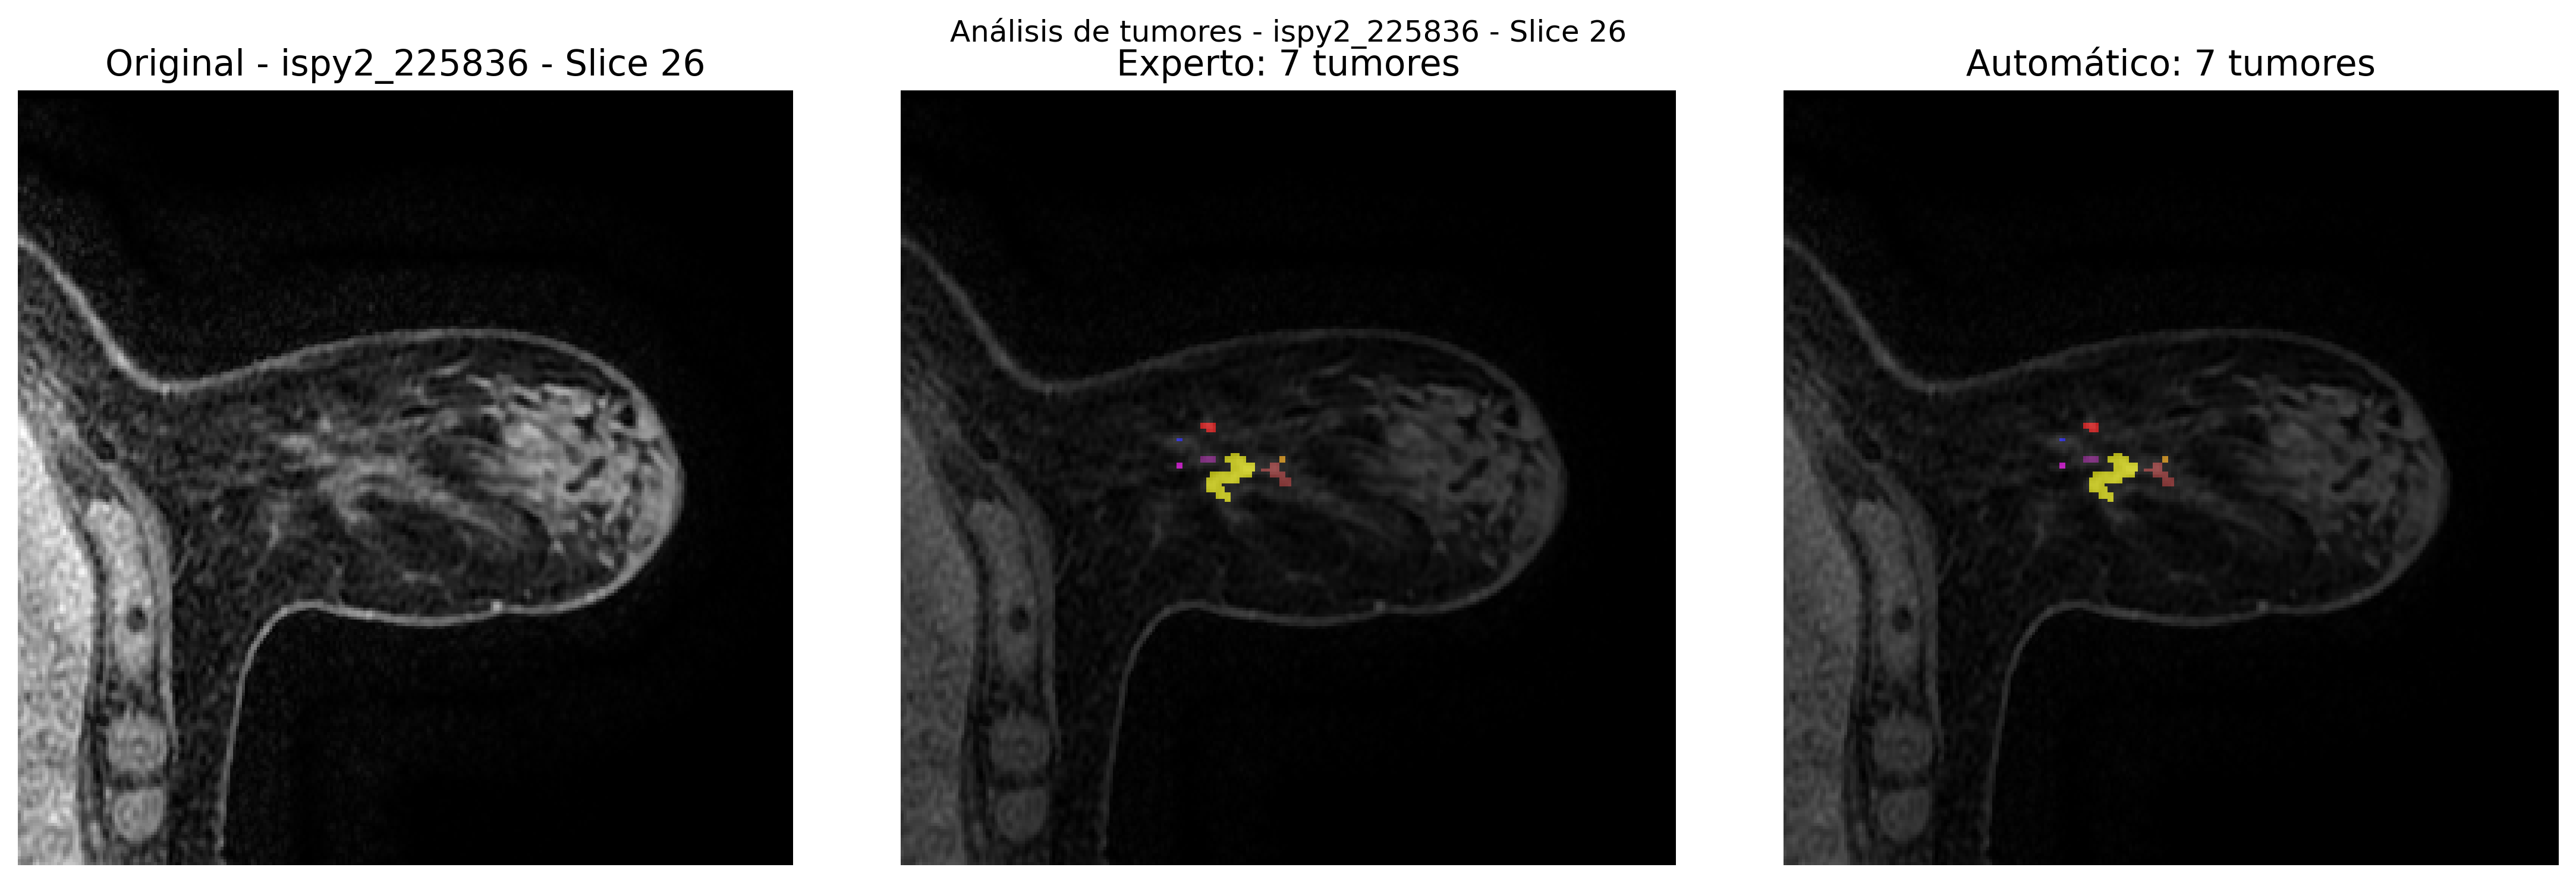 Análisis de tumores - ispy2_225836 - Slice 26
Original - ispy2_225836 - Slice 26
Experto: 7 tumores
Automático: 7 tumores